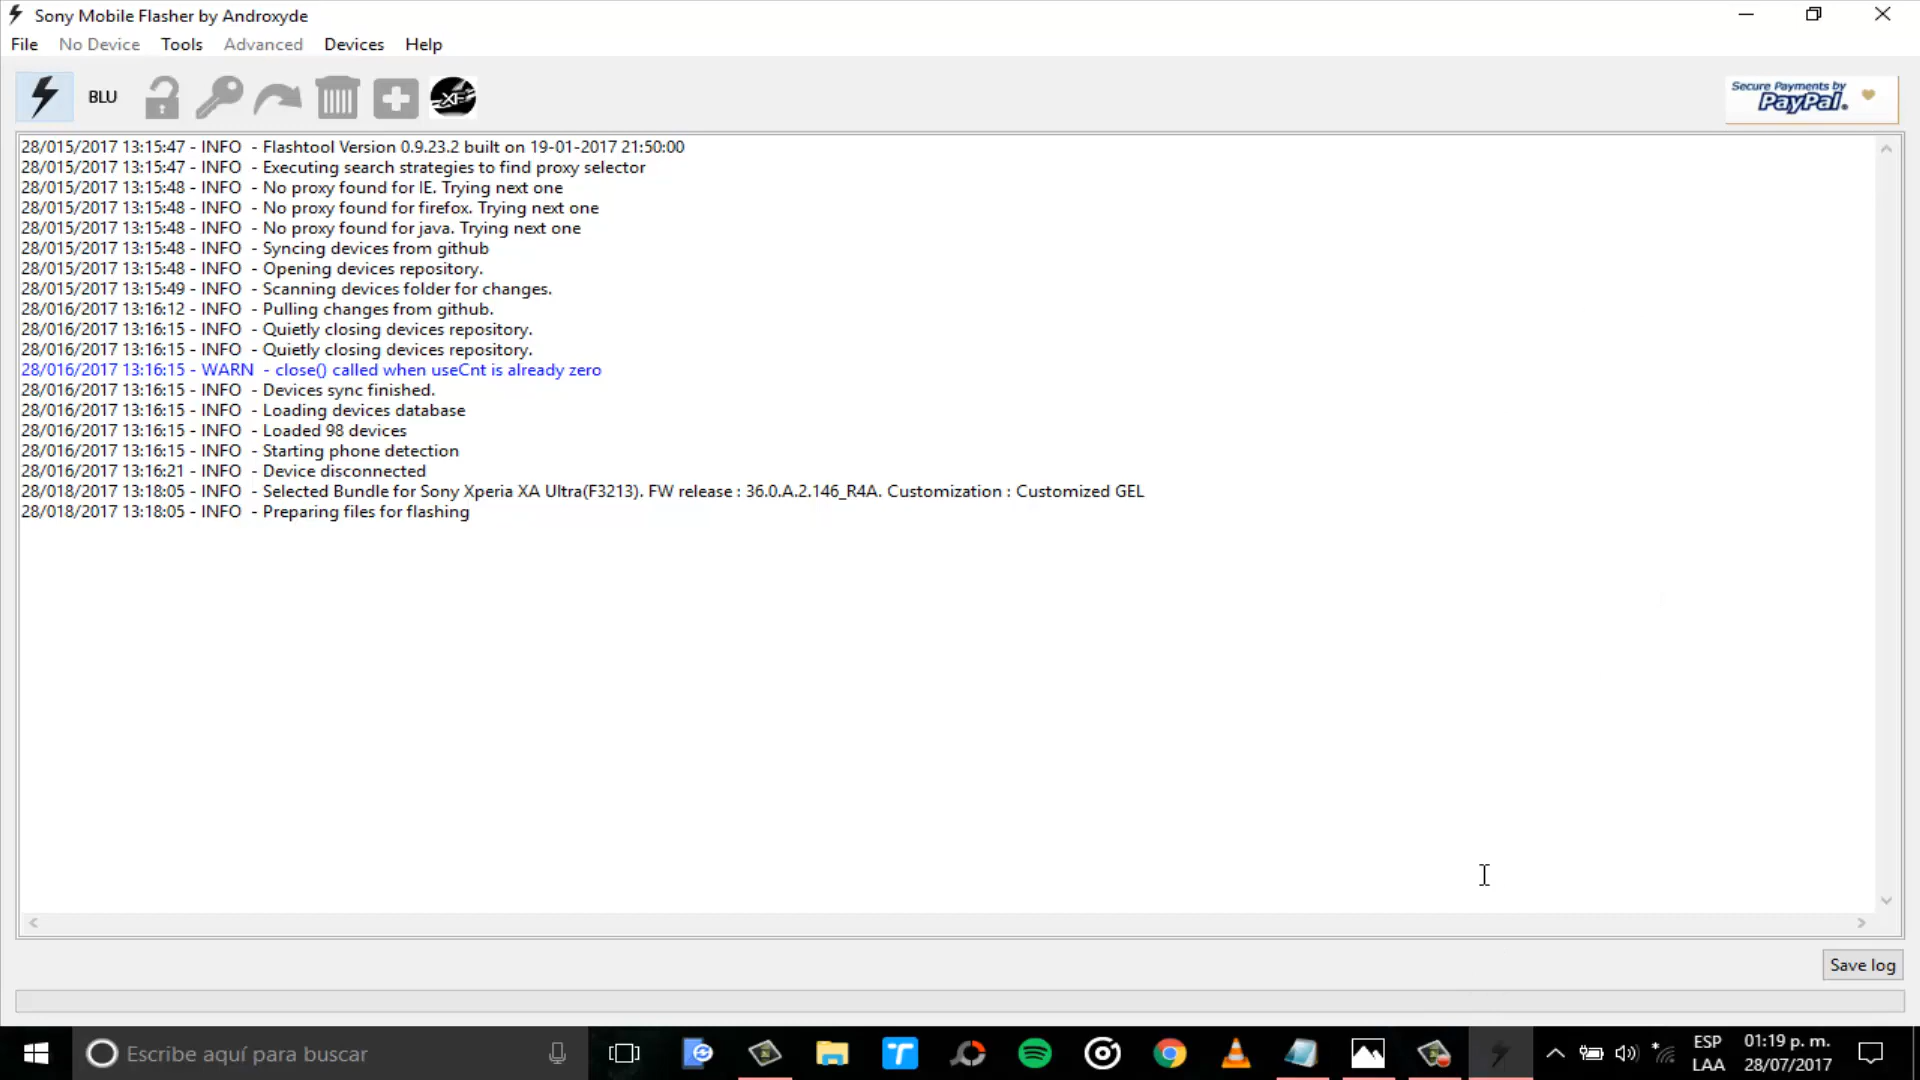 Sony Mobile Flasher by Androxyde
File No Device Tools Advanced Devices Help
BLU
XF
Secure Payments by
PayPal.
28/015/2017 13:15:47 - INFO - Flashtool Version 0.9.23.2 built on 19-01-2017 21:50:00
28/015/2017 13:15:47 - INFO - Executing search strategies to find proxy selector
28/015/2017 13:15:48 - INFO - No proxy found for IE. Trying next one
28/015/2017 13:15:48 - INFO - No proxy found for firefox. Trying next one
28/015/2017 13:15:48 - INFO - No proxy found for java. Trying next one
28/015/2017 13:15:48 - INFO - Syncing devices from github
28/015/2017 13:15:48 - INFO - Opening devices repository.
28/015/2017 13:15:49 - INFO - Scanning devices folder for changes.
28/016/2017 13:16:12 - INFO - Pulling changes from github.
28/016/2017 13:16:15 - INFO - Quietly closing devices repository.
28/016/2017 13:16:15 - INFO - Quietly closing devices repository.
28/016/2017 13:16:15 - WARN - close() called when useCnt is already zero
28/016/2017 13:16:15 - INFO - Devices sync finished.
28/016/2017 13:16:15 - INFO - Loading devices database
28/016/2017 13:16:15 - INFO - Loaded 98 devices
28/016/2017 13:16:15 - INFO - Starting phone detection
28/016/2017 13:16:21 - INFO - Device disconnected
28/018/2017 13:18:05 - INFO - Selected Bundle for Sony Xperia XA Ultra(F3213). FW release : 36.0.A.2.146_R4A. Customization : Customized GEL
28/018/2017 13:18:05 - INFO - Preparing files for flashing
Save log
Escribe aquí para buscar
ESP
LAA
01:19 p. m.
28/07/2017